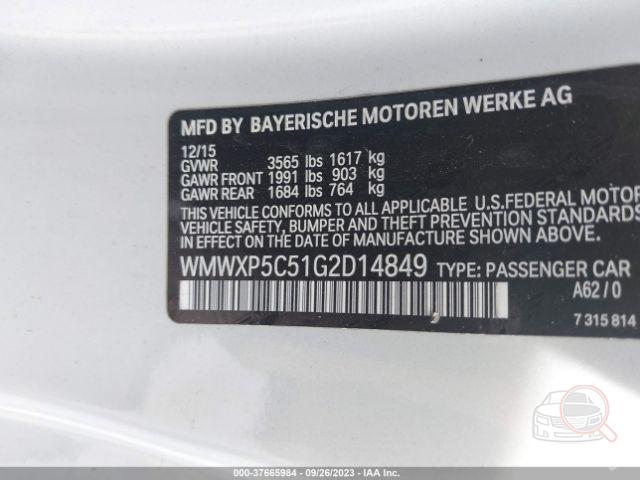 MFD BY BAYERISCHE MOTOREN WERKE AG
12/15
GVWR 3565 lbs 1617 kg
GAWR FRONT 1991 lbs 903 kg
GAWR REAR 1684 lbs 764 kg
THIS VEHICLE CONFORMS TO ALL APPLICABLE U.S.FEDERAL MOTOR
VEHICLE SAFETY, BUMPER AND THEFT PREVENTION STANDARDS
IN EFFECT ON THE DATE OF MANUFACTURE SHOWN ABOVE.
WMWXP5C51G2D14849 TYPE: PASSENGER CAR
A62/0
7 315 814
000-37665984 - 09/26/2023 - IAA Inc.